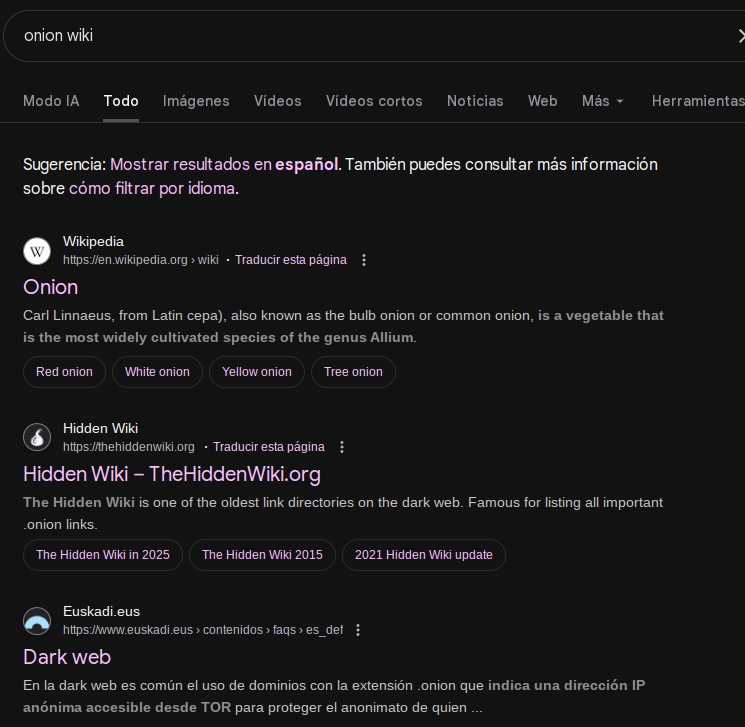 onion wiki
Modo IA Todo Imágenes Vídeos Vídeos cortos Noticias Web Más Herramientas
Sugerencia: Mostrar resultados en español. También puedes consultar más información
sobre cómo filtrar por idioma.
W
Wikipedia
https://en.wikipedia.org › wiki · Traducir esta página
Onion
Carl Linnaeus, from Latin cepa), also known as the bulb onion or common onion, is a vegetable that
is the most widely cultivated species of the genus Allium.
Red onion White onion Yellow onion Tree onion
Hidden Wiki
https://thehiddenwiki.org · Traducir esta página
Hidden Wiki – TheHiddenWiki.org
The Hidden Wiki is one of the oldest link directories on the dark web. Famous for listing all important
.onion links.
The Hidden Wiki in 2025 The Hidden Wiki 2015 2021 Hidden Wiki update
Euskadi.eus
https://www.euskadi.eus › contenidos › faqs › es_def
Dark web
En la dark web es común el uso de dominios con la extensión .onion que indica una dirección IP
anónima accesible desde TOR para proteger el anonimato de quien ...